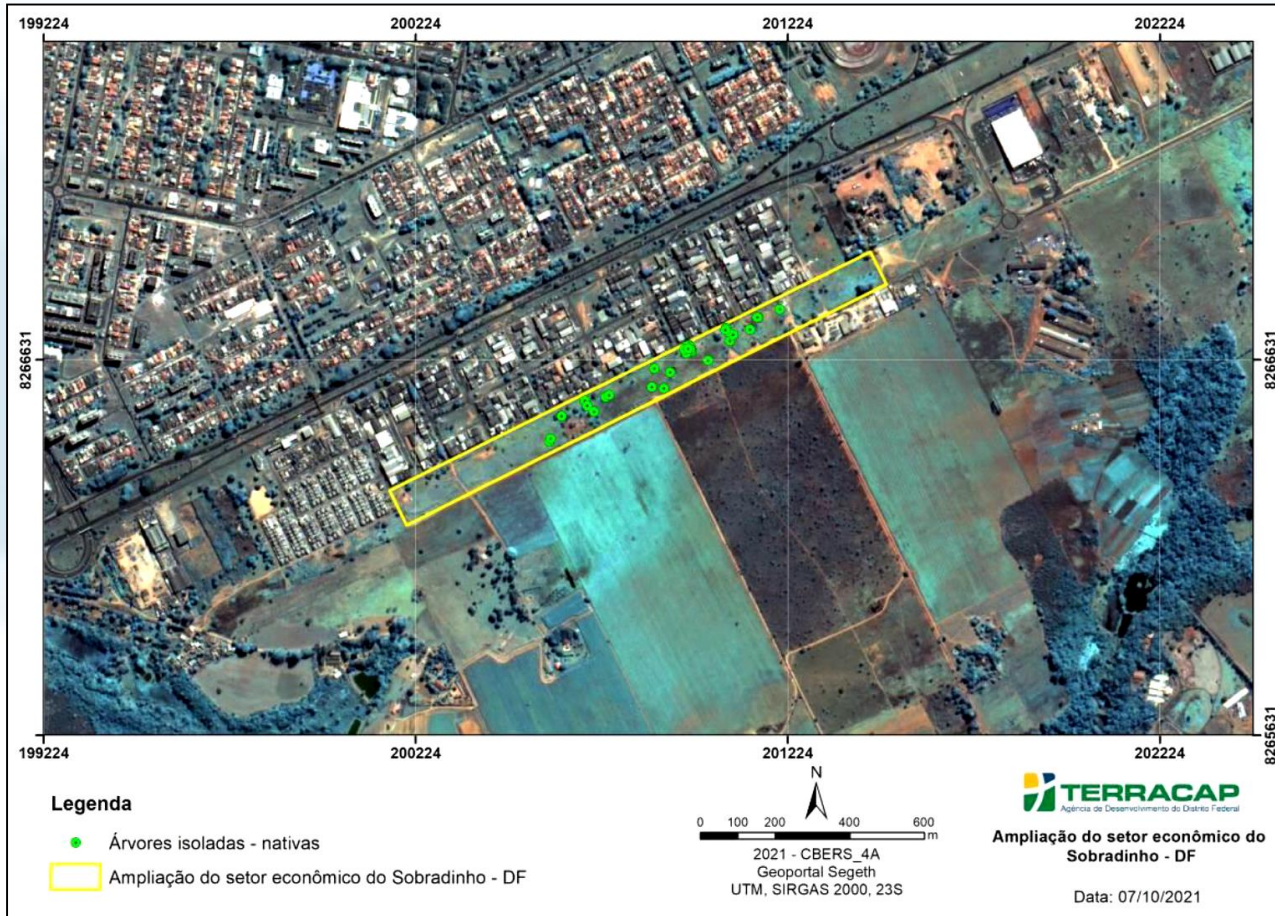 199224
200224
201224
202224
8266631
8266631
8265631
199224
200224
201224
202224
Legenda
Árvores isoladas - nativas
Ampliação do setor econômico do Sobradinho - DF
N
0 100 200 400 600
m
2021 - CBERS_4A
Geoportal Segeth
UTM, SIRGAS 2000, 23S
TERRACAP
Agência de Desenvolvimento do Distrito Federal
Ampliação do setor econômico do
Sobradinho - DF
Data: 07/10/2021